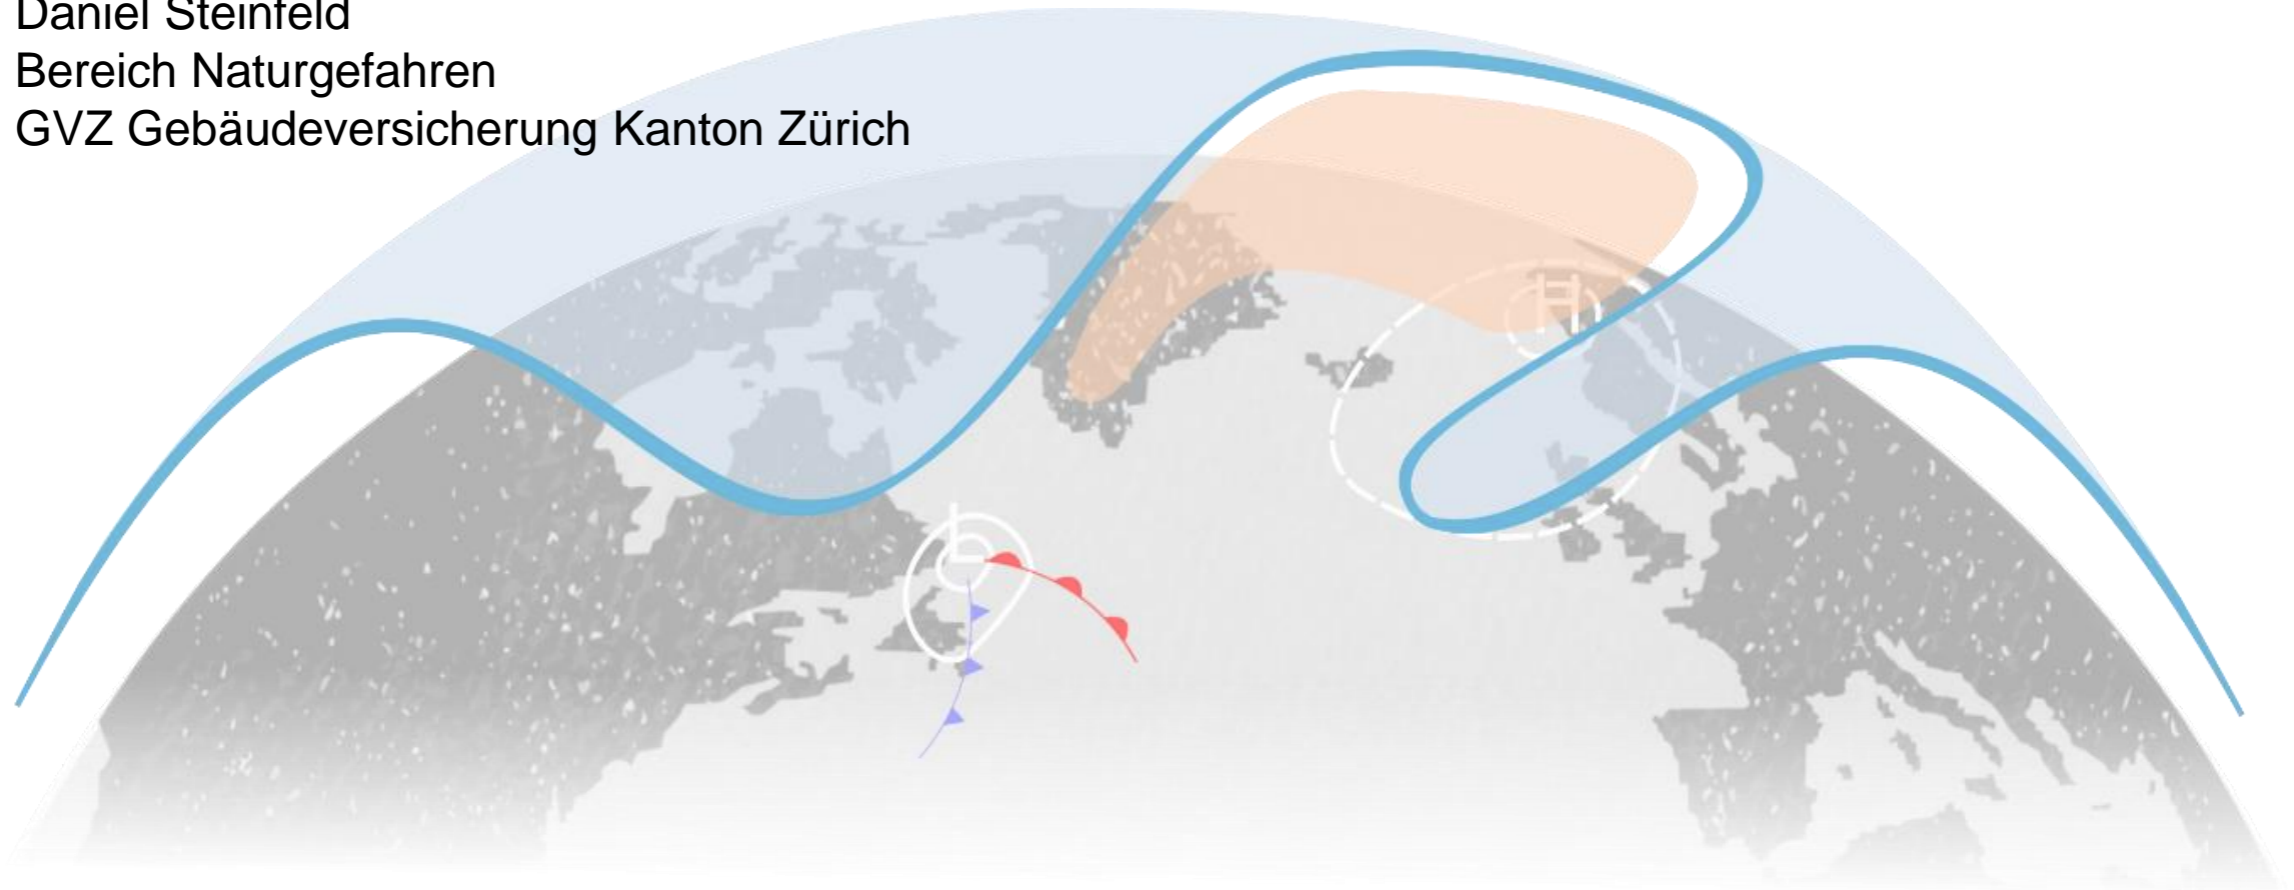 Daniel Steinfeld
Bereich Naturgefahren
GVZ Gebäudeversicherung Kanton Zürich
H
L